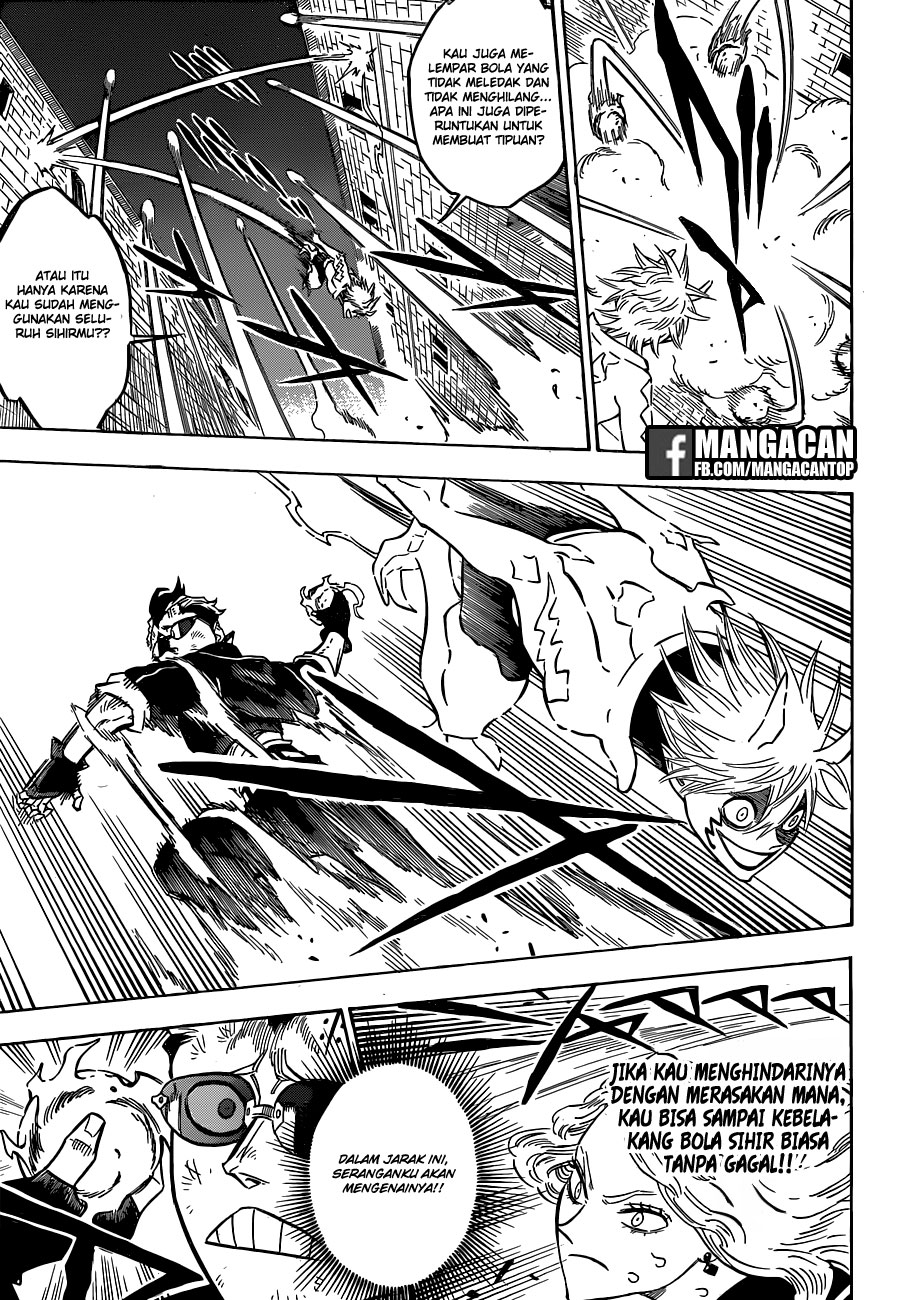 KAU JUGA ME-
LEMPAR BOLA YANG
TIDAK MELEDAK DAN
TIDAK MENGHILANG...
APA INI JUGA DIPE-
RUNTUKAN UNTUK
MEMBUAT TIPUAN?
ATAU ITU
HANYA KARENA
KAU SUDAH MENG-
GUNAKAN SELU-
RUH SIHIRMU??
f MANGACAN
FB.COM/MANGACANTOP
JIKA KAU MENGHINDARINYA
DENGAN MERASAKAN MANA,
KAU BISA SAMPAI KEBELA-
KANG BOLA SIHIR BIASA
TANPA GAGAL!!
DALAM JARAK INI,
SERANGANKU AKAN
MENGENAINYA!!